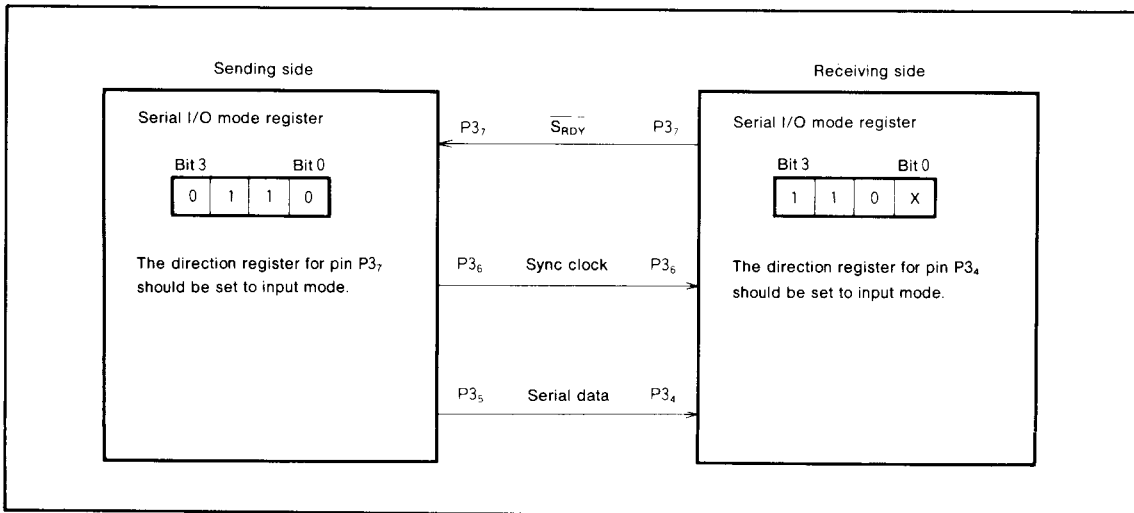 Sending side
Serial I/O mode register
Bit 3 Bit 0
0 1 1 0
The direction register for pin P3₇
should be set to input mode.
P3₇ S̅R̅D̅Y̅ P3₇
P3₆ Sync clock P3₆
P3₅ Serial data P3₄
Receiving side
Serial I/O mode register
Bit 3 Bit 0
1 1 0 X
The direction register for pin P3₄
should be set to input mode.